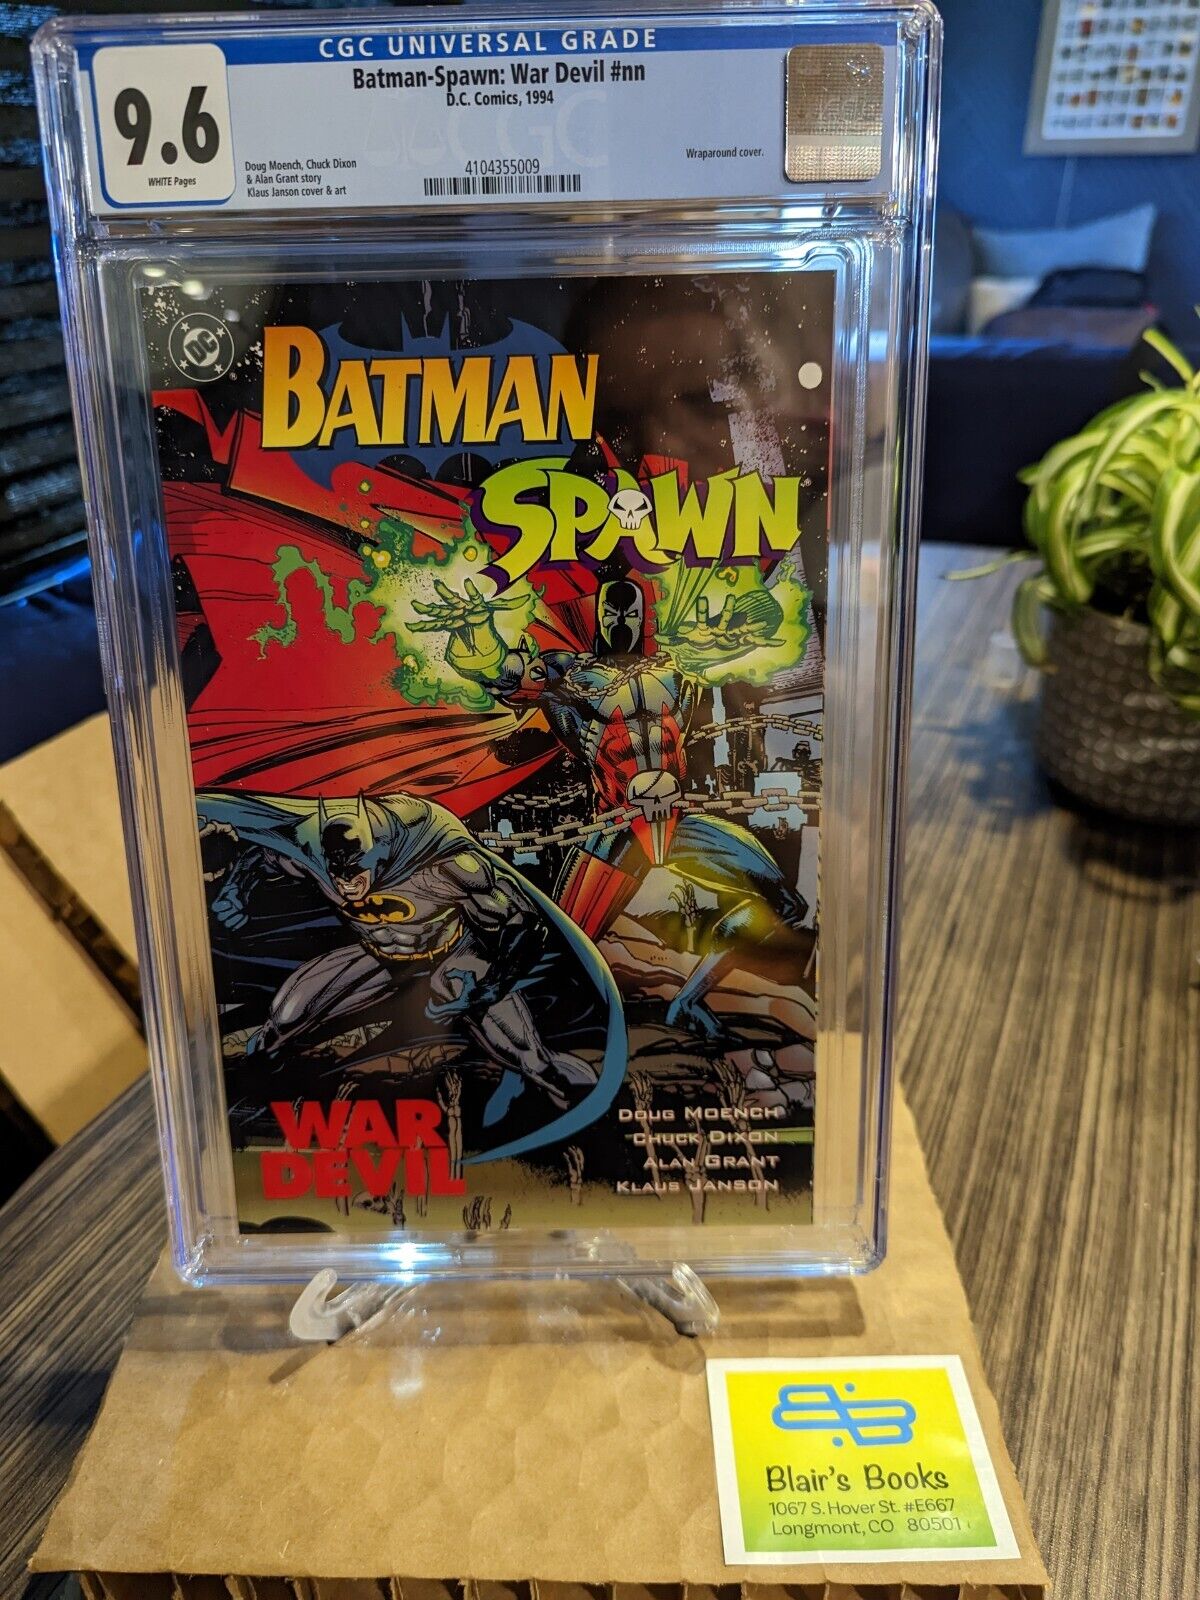 CGC UNIVERSAL GRADE
9.6
WHITE Pages
Batman-Spawn: War Devil #nn
D.C. Comics, 1994
Doug Moench, Chuck Dixon
& Alan Grant story
Klaus Janson cover & art
4104355009
Wraparound cover.
CGC
DC
BATMAN
SPAWN
WAR
DEVIL
DOUG MOENCH
CHUCK DIXON
ALAN GRANT
KLAUS JANSON
Blair's Books
1067 S. Hover St. #E667
Longmont, CO 80501